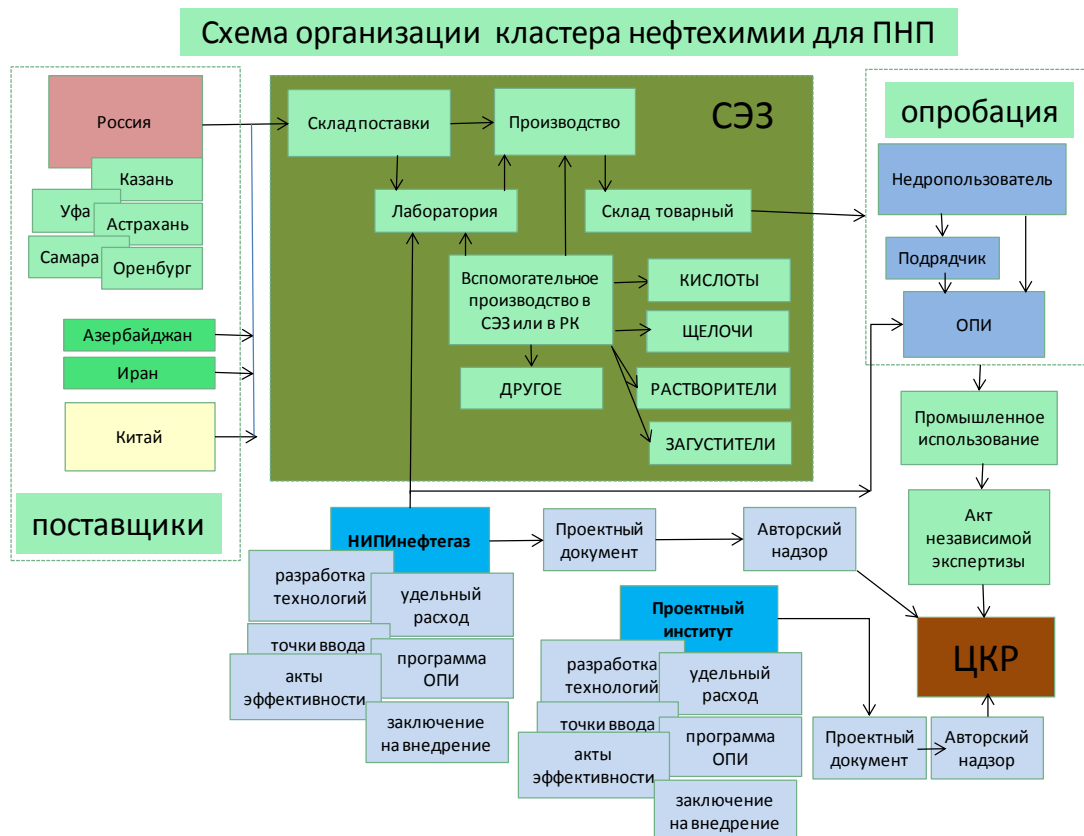 Схема организации кластера нефтехимии для ПНП
Россия
Казань
Уфа
Астрахань
Самара
Оренбург
Азербайджан
Иран
Китай
поставщики
СЭЗ
Склад поставки
Производство
Лаборатория
Склад товарный
Вспомогательное
производство в
СЭЗ или в РК
КИСЛОТЫ
ЩЕЛОЧИ
РАСТВОРИТЕЛИ
ЗАГУСТИТЕЛИ
ДРУГОЕ
опробация
Недропользователь
Подрядчик
ОПИ
Промышленное
использование
Акт
независимой
экспертизы
ЦКР
НИПИнефтегаз
Проектный
документ
Авторский
надзор
разработка
технологий
удельный
расход
точки ввода
программа
ОПИ
акты
эффективности
заключение
на внедрение
Проектный
институт
разработка
технологий
удельный
расход
точки ввода
программа
ОПИ
акты
эффективности
заключение
на внедрение
Проектный
документ
Авторский
надзор